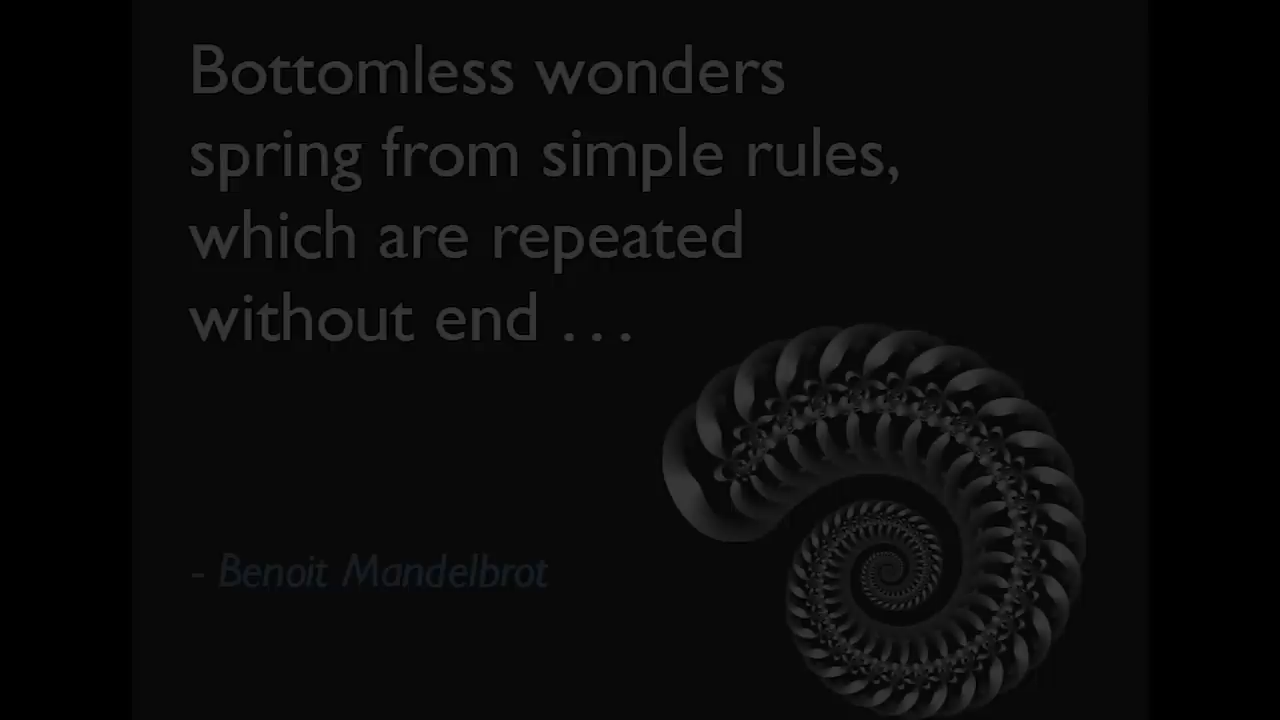 Bottomless wonders
spring from simple rules,
which are repeated
without end . . .
- Benoit Mandelbrot